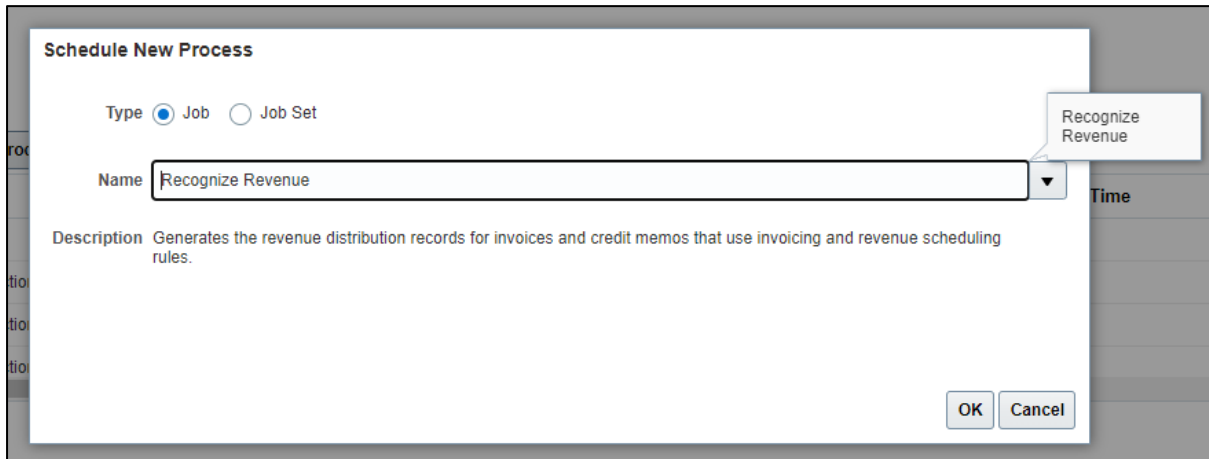 Schedule New Process
Type Job Job Set
Recognize
Revenue
Name Recognize Revenue
Time
Description Generates the revenue distribution records for invoices and credit memos that use invoicing and revenue scheduling
rules.
OK Cancel